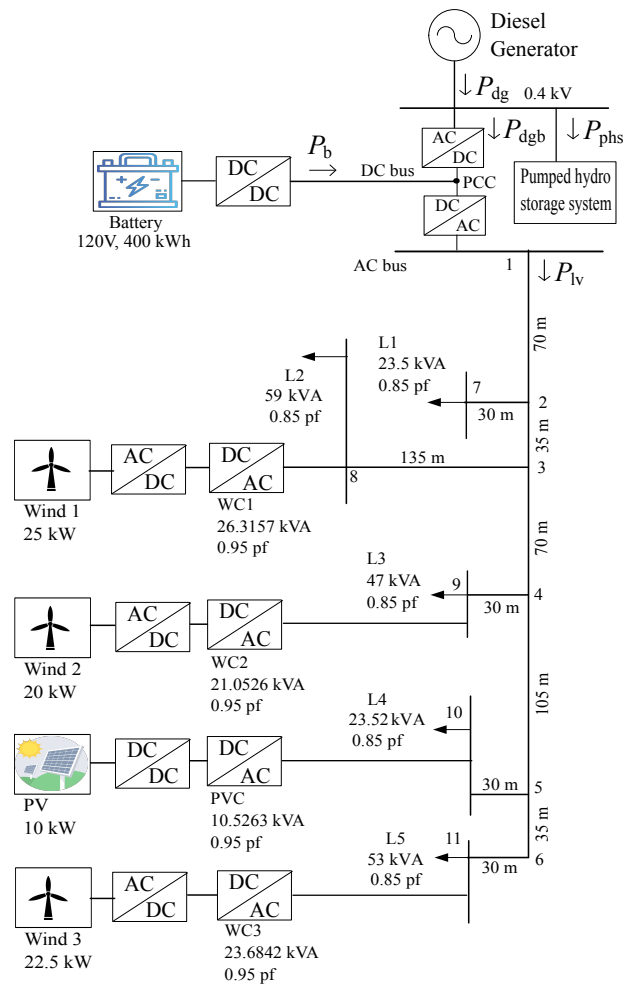 Diesel
Generator
P_dg
0.4 kV
AC
DC
P_dgb
P_phs
DC
DC
P_b
DC bus
PCC
Pumped hydro
storage system
DC
AC
Battery
120V, 400 kWh
AC bus
1
P_lv
70 m
L1
23.5 kVA
0.85 pf
7
30 m
2
L2
59 kVA
0.85 pf
35 m
135 m
3
8
AC
DC
DC
AC
Wind 1
25 kW
WC1
26.3157 kVA
0.95 pf
70 m
L3
47 kVA
0.85 pf
9
30 m
4
AC
DC
DC
AC
Wind 2
20 kW
WC2
21.0526 kVA
0.95 pf
105 m
L4
23.52 kVA
0.85 pf
10
30 m
5
DC
DC
DC
AC
PV
10 kW
PVC
10.5263 kVA
0.95 pf
35 m
L5
53 kVA
0.85 pf
11
30 m
6
AC
DC
DC
AC
Wind 3
22.5 kW
WC3
23.6842 kVA
0.95 pf